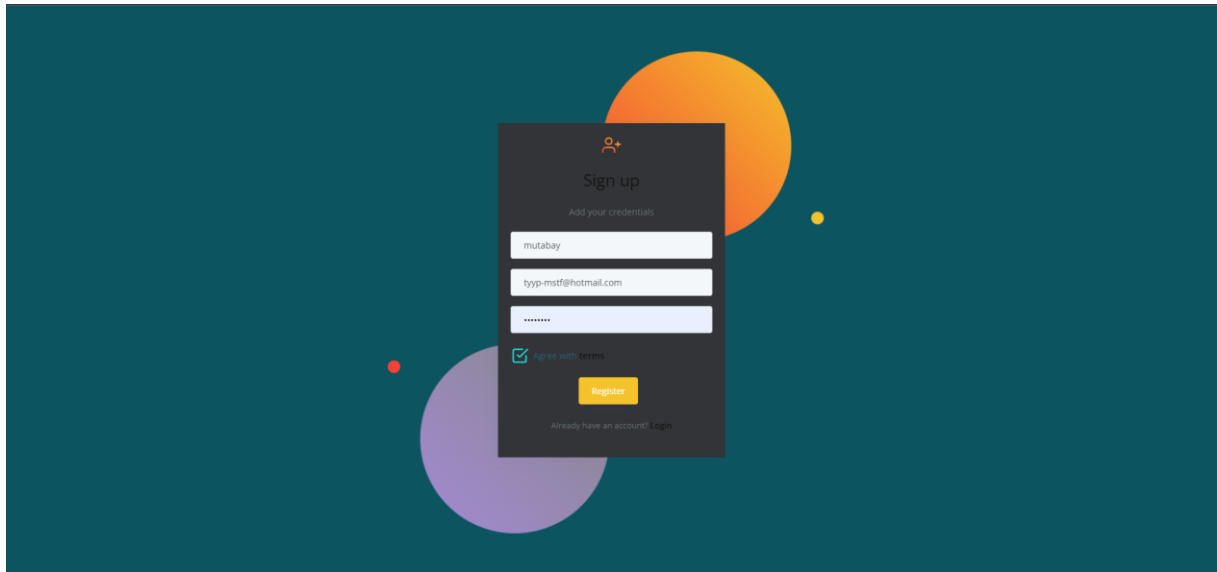 Sign up
Add your credentials
mutabay
tyyp-mstf@hotmail.com
••••••••
Agree with terms
Register
Already have an account? Login